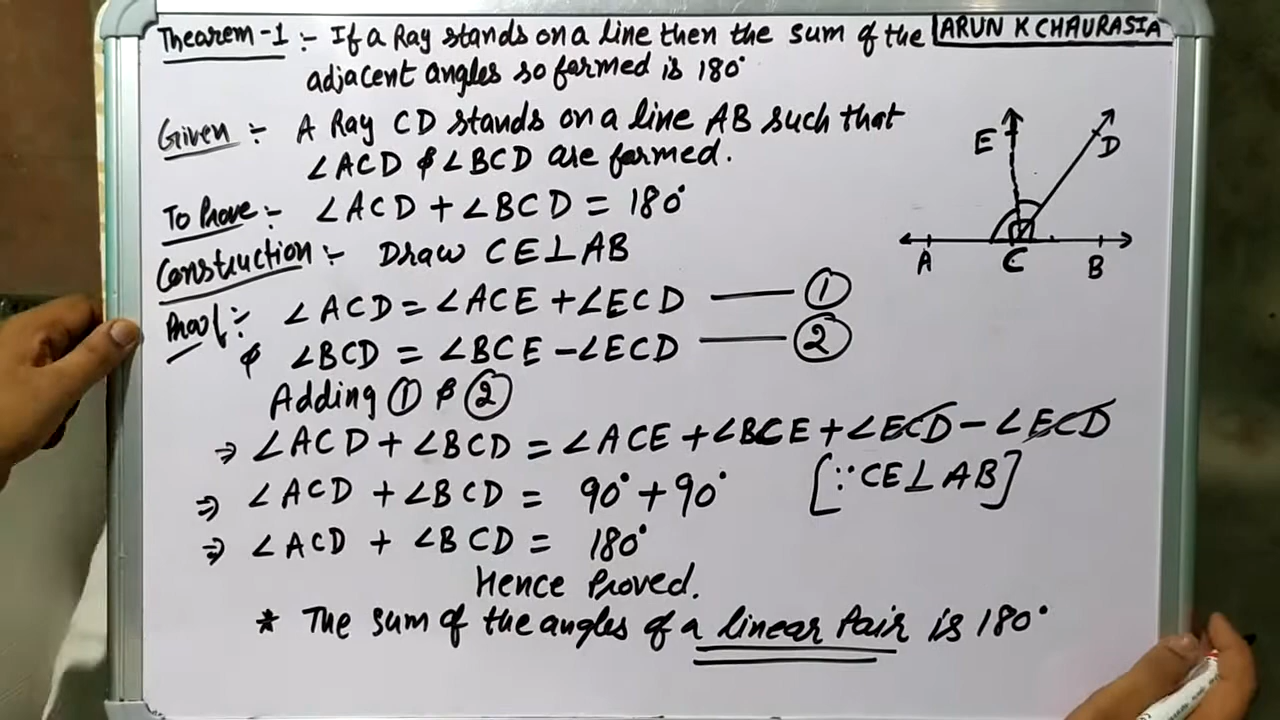 Thearem-1 :- If a Ray stands on a line then the sum of the ARUN K CHAURASIA
adjacent angles so formed is 180°
Given :- A Ray CD stands on a line AB such that
∠ACD & ∠BCD are formed.
To Prove :- ∠ACD + ∠BCD = 180°
Construction :- Draw CE⊥AB
Proof :- ∠ACD = ∠ACE + ∠ECD —— ①
& ∠BCD = ∠BCE - ∠ECD —— ②
Adding ① & ②
⇒ ∠ACD + ∠BCD = ∠ACE + ∠BCE + ∠ECD - ∠ECD
⇒ ∠ACD + ∠BCD = 90° + 90° [∵ CE⊥AB]
⇒ ∠ACD + ∠BCD = 180°
Hence Proved.
* The sum of the angles of a linear Pair is 180°
E D
A C B